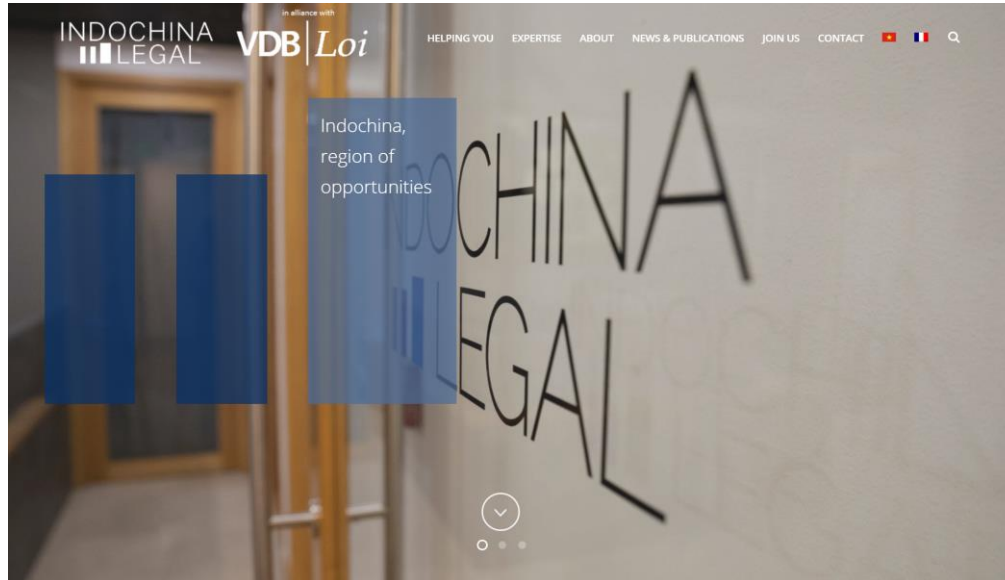 INDOCHINA
LEGAL
in alliance with
VDB Loi
HELPING YOU
EXPERTISE
ABOUT
NEWS & PUBLICATIONS
JOIN US
CONTACT
Indochina,
region of
opportunities
INDOCHINA
LEGAL